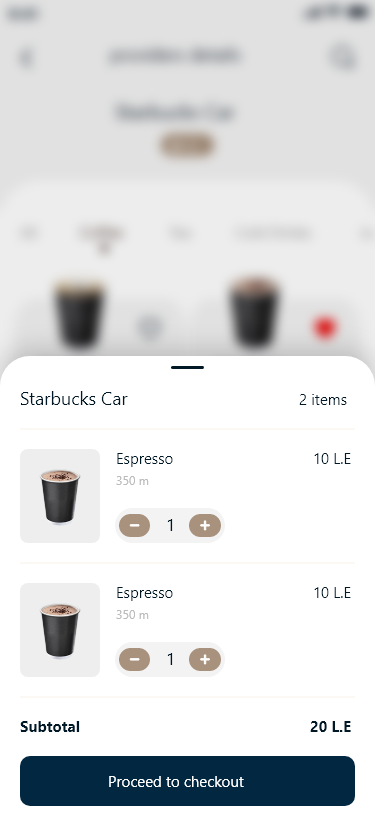 providers details
Starbucks Car
Coffee
Starbucks Car
2 items
Espresso
10 L.E
350 m
1
Espresso
10 L.E
350 m
1
Subtotal
20 L.E
Proceed to checkout